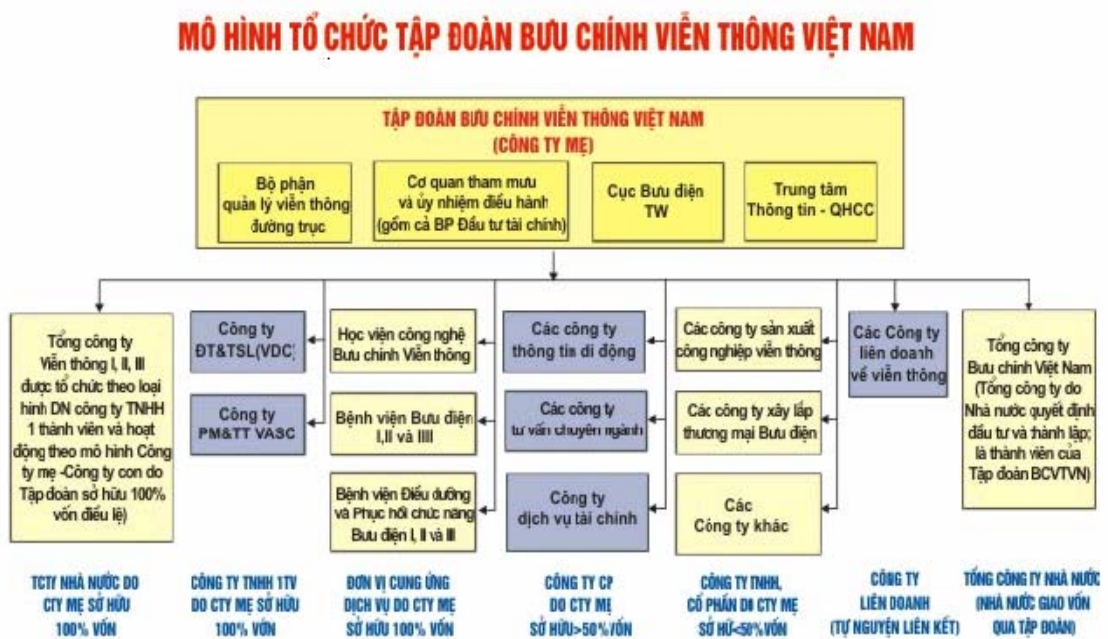 MÔ HÌNH TỔ CHỨC TẬP ĐOÀN BƯU CHÍNH VIỄN THÔNG VIỆT NAM
TẬP ĐOÀN BƯU CHÍNH VIỄN THÔNG VIỆT NAM
(CÔNG TY MẸ)
Bộ phận
quản lý viễn thông
đường trục
Cơ quan tham mưu
và ủy nhiệm điều hành
(gồm cả BP Đầu tư tài chính)
Cục Bưu điện
TW
Trung tâm
Thông tin - QHCC
Tổng công ty
Viễn thông I, II, III
được tổ chức theo loại
hình DN công ty TNHH
1 thành viên và hoạt
động theo mô hình Công
ty mẹ -Công ty con do
Tập đoàn sở hữu 100%
vốn điều lệ)
Công ty
ĐT&TSL(VDC)
Công ty
PM&TT VASC
Học viện công nghệ
Bưu chính Viễn thông
Bệnh viện Bưu điện
I,II và IIII
Bệnh viện Điều dưỡng
và Phục hồi chức năng
Bưu điện I, II và III
Các công ty
thông tin di động
Các công ty
tư vấn chuyên ngành
Công ty
dịch vụ tài chính
Các công ty sản xuất
công nghiệp viễn thông
Các công ty xây lắp
thương mại Bưu điện
Các
Công ty khác
Các Công ty
liên doanh
về viễn thông
Tổng công ty
Bưu chính Việt Nam
(Tổng công ty do
Nhà nước quyết định
đầu tư và thành lập;
là thành viên của
Tập đoàn BCVTVN)
TCTY NHÀ NƯỚC DO
CTY MẸ SỞ HỮU
100% VỐN
CÔNG TY TNHH 1TV
DO CTY MẸ SỞ HỮU
100% VỐN
ĐƠN VỊ CUNG ỨNG
DỊCH VỤ DO CTY MẸ
SỞ HỮU 100% VỐN
CÔNG TY CP
DO CTY MẸ
SỞ HỮU>50%VỐN
CÔNG TY TNHH,
CỔ PHẦN DO CTY MẸ
SỞ HỮ<50%VỐN
CÔNG TY
LIÊN DOANH
(TỰ NGUYỆN LIÊN KẾT)
TỔNG CÔNG TY NHÀ NƯỚC
(NHÀ NƯỚC GIAO VỐN
QUA TẬP ĐOÀN)